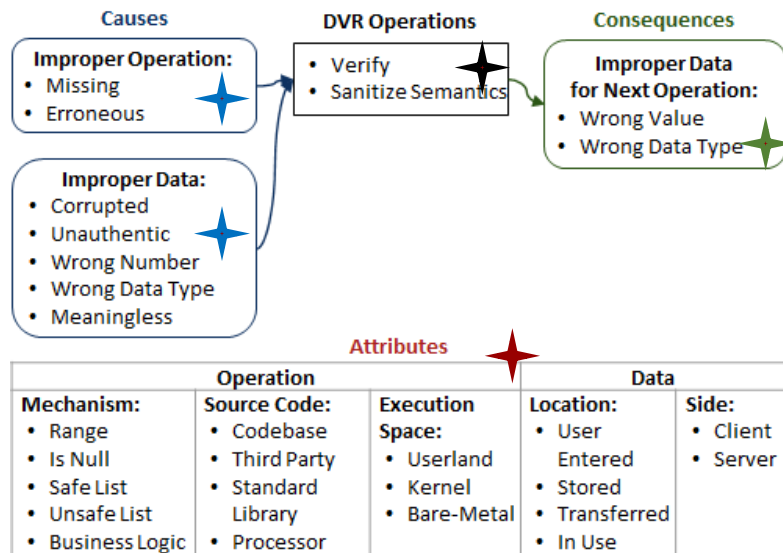 Causes
DVR Operations
Consequences
Improper Operation:
• Missing
• Erroneous
• Verify
• Sanitize Semantics
Improper Data
for Next Operation:
• Wrong Value
• Wrong Data Type
Improper Data:
• Corrupted
• Unauthentic
• Wrong Number
• Wrong Data Type
• Meaningless
Attributes
Operation
Data
Mechanism:
• Range
• Is Null
• Safe List
• Unsafe List
• Business Logic
Source Code:
• Codebase
• Third Party
• Standard
Library
• Processor
Execution
Space:
• Userland
• Kernel
• Bare-Metal
Location:
• User
Entered
• Stored
• Transferred
• In Use
Side:
• Client
• Server